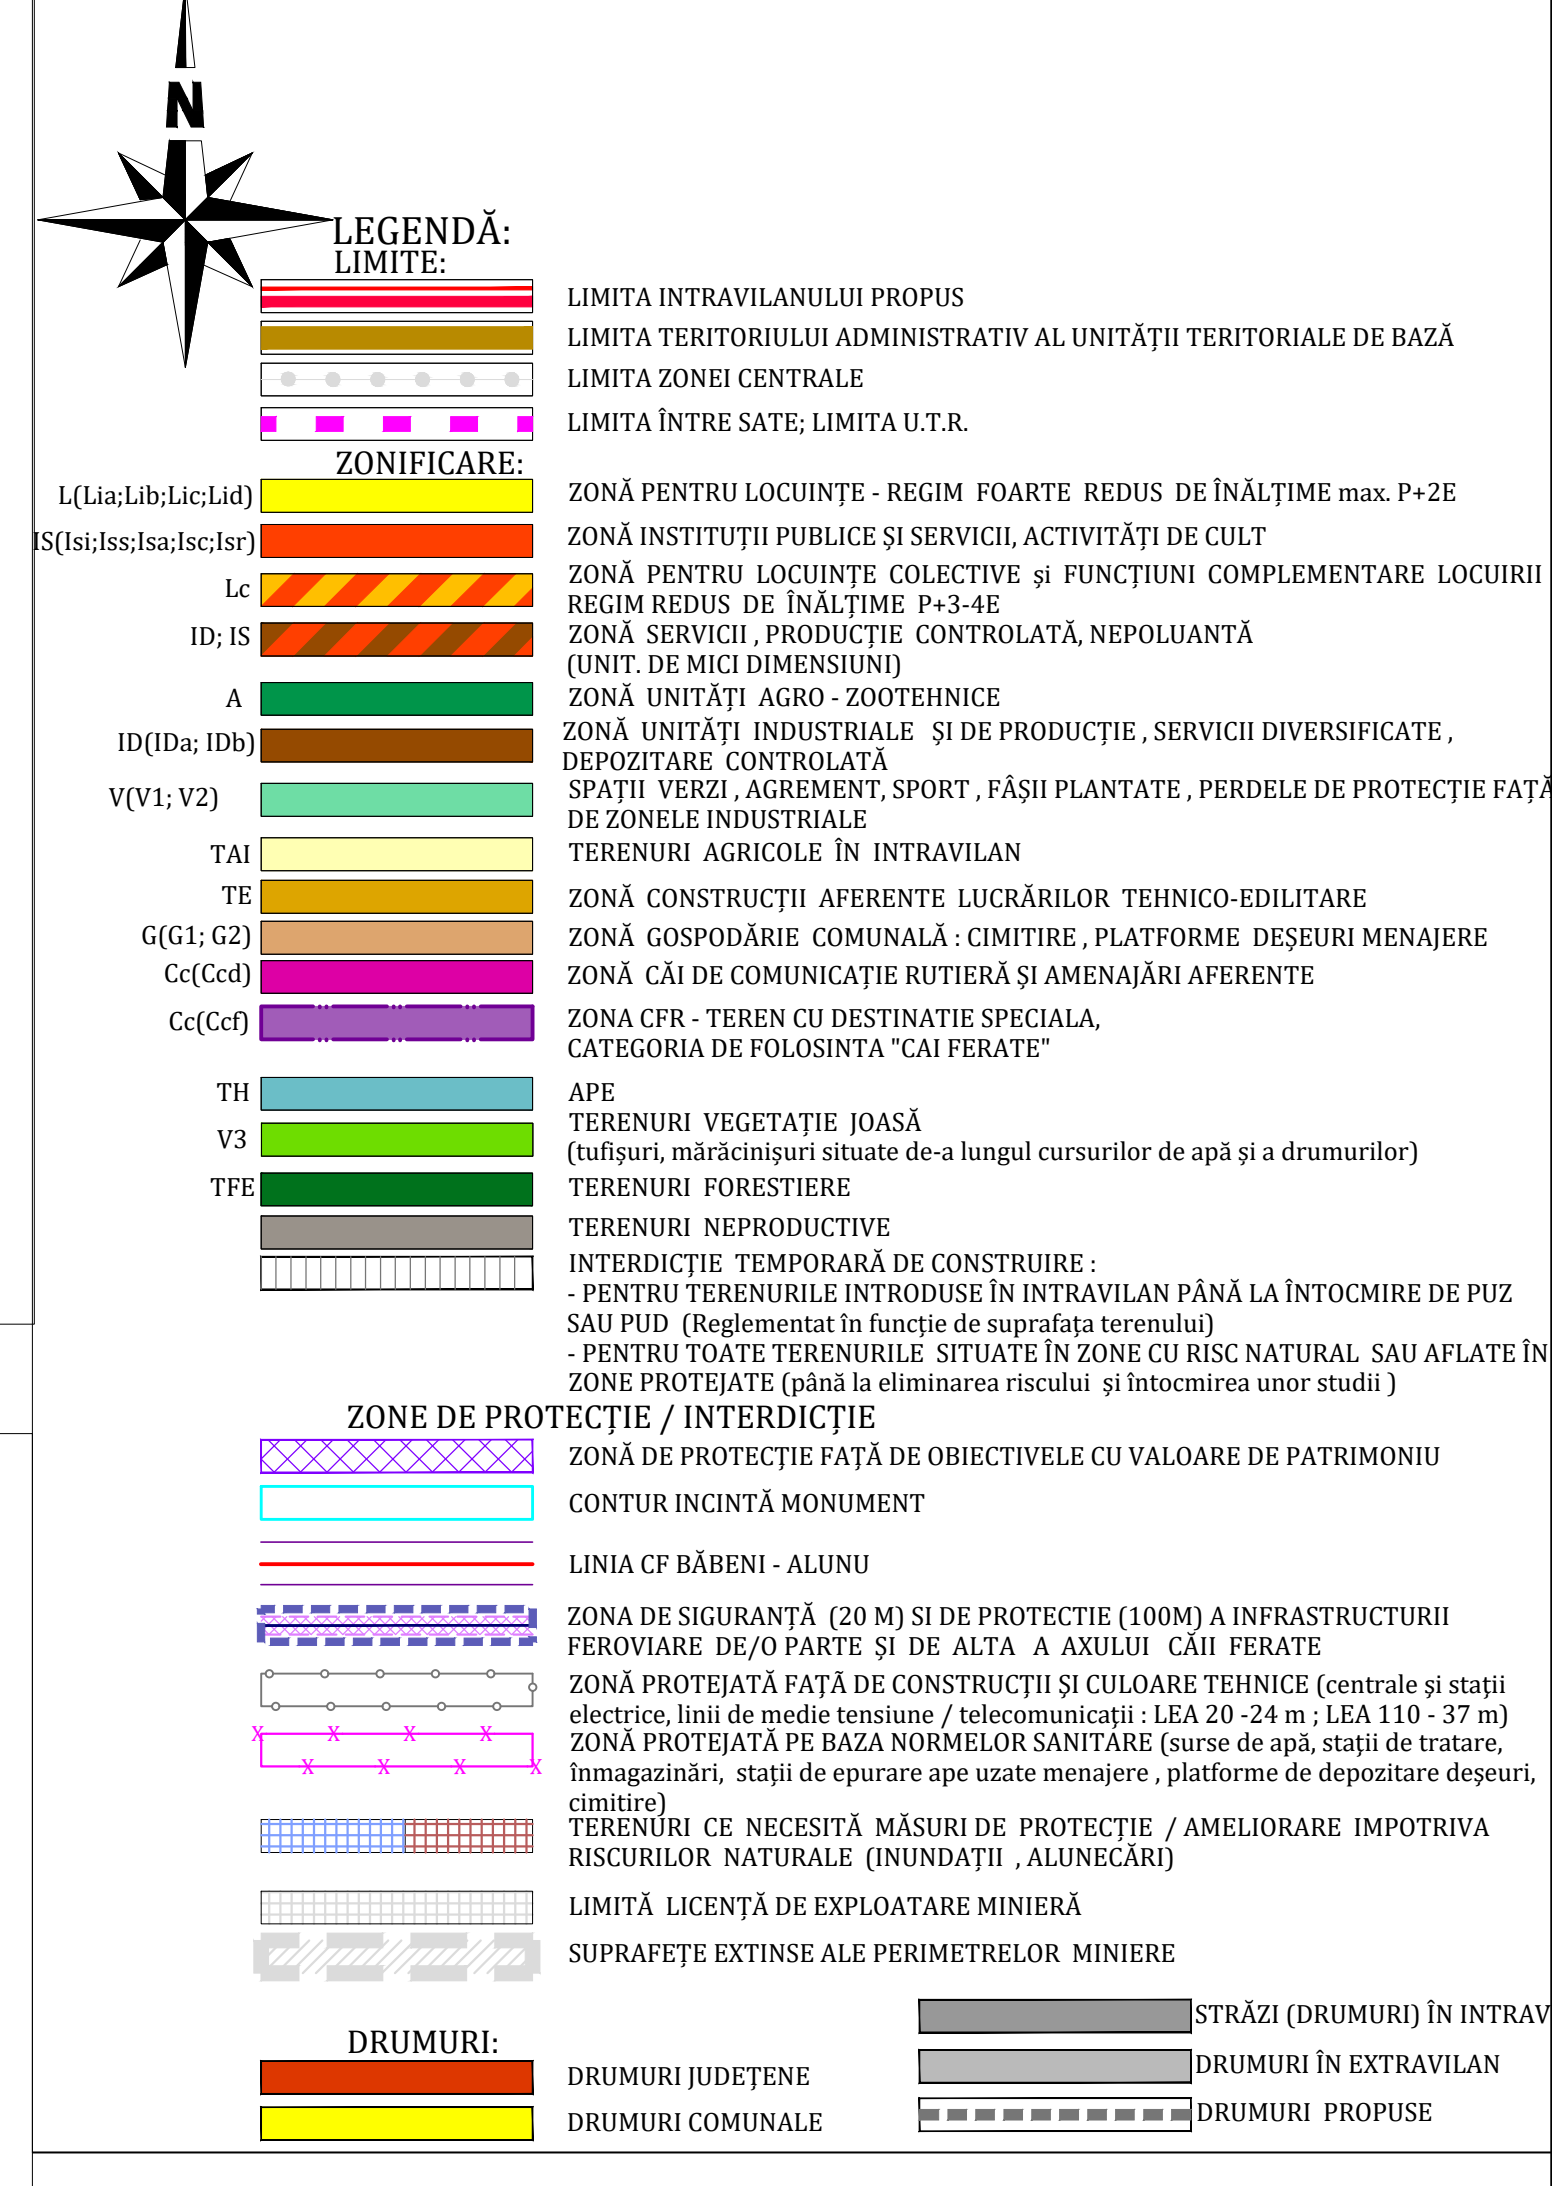 N
LEGENDĂ:
LIMITE:
LIMITA INTRAVILANULUI PROPUS
LIMITA TERITORIULUI ADMINISTRATIV AL UNITĂȚII TERITORIALE DE BAZĂ
LIMITA ZONEI CENTRALE
LIMITA ÎNTRE SATE; LIMITA U.T.R.
ZONIFICARE:
L(Lia;Lib;Lic;Lid) ZONĂ PENTRU LOCUINȚE - REGIM FOARTE REDUS DE ÎNĂLȚIME max. P+2E
IS(Isi;Iss;Isa;Isc;Isr) ZONĂ INSTITUȚII PUBLICE ȘI SERVICII, ACTIVITĂȚI DE CULT
Lc ZONĂ PENTRU LOCUINȚE COLECTIVE și FUNCȚIUNI COMPLEMENTARE LOCUIRII
REGIM REDUS DE ÎNĂLȚIME P+3-4E
ID; IS ZONĂ SERVICII , PRODUCȚIE CONTROLATĂ, NEPOLUANTĂ
(UNIT. DE MICI DIMENSIUNI)
A ZONĂ UNITĂȚI AGRO - ZOOTEHNICE
ID(IDa; IDb) ZONĂ UNITĂȚI INDUSTRIALE ȘI DE PRODUCȚIE , SERVICII DIVERSIFICATE ,
DEPOZITARE CONTROLATĂ
V(V1; V2) SPAȚII VERZI , AGREMENT, SPORT , FÂȘII PLANTATE , PERDELE DE PROTECȚIE FAȚĂ
DE ZONELE INDUSTRIALE
TAI TERENURI AGRICOLE ÎN INTRAVILAN
TE ZONĂ CONSTRUCȚII AFERENTE LUCRĂRILOR TEHNICO-EDILITARE
G(G1; G2) ZONĂ GOSPODĂRIE COMUNALĂ : CIMITIRE , PLATFORME DEȘEURI MENAJERE
Cc(Ccd) ZONĂ CĂI DE COMUNICAȚIE RUTIERĂ ȘI AMENAJĂRI AFERENTE
Cc(Ccf) ZONA CFR - TEREN CU DESTINATIE SPECIALA,
CATEGORIA DE FOLOSINTA "CAI FERATE"
TH APE
V3 TERENURI VEGETAȚIE JOASĂ
(tufișuri, mărăcinișuri situate de-a lungul cursurilor de apă și a drumurilor)
TFE TERENURI FORESTIERE
TERENURI NEPRODUCTIVE
INTERDICȚIE TEMPORARĂ DE CONSTRUIRE :
- PENTRU TERENURILE INTRODUSE ÎN INTRAVILAN PÂNĂ LA ÎNTOCMIRE DE PUZ
SAU PUD (Reglementat în funcție de suprafața terenului)
- PENTRU TOATE TERENURILE SITUATE ÎN ZONE CU RISC NATURAL SAU AFLATE ÎN
ZONE PROTEJATE (până la eliminarea riscului și întocmirea unor studii )
ZONE DE PROTECȚIE / INTERDICȚIE
ZONĂ DE PROTECȚIE FAȚĂ DE OBIECTIVELE CU VALOARE DE PATRIMONIU
CONTUR INCINTĂ MONUMENT
LINIA CF BĂBENI - ALUNU
ZONA DE SIGURANȚĂ (20 M) SI DE PROTECTIE (100M) A INFRASTRUCTURII
FEROVIARE DE/O PARTE ȘI DE ALTA A AXULUI CĂII FERATE
ZONĂ PROTEJATĂ FAȚÃ DE CONSTRUCȚII ȘI CULOARE TEHNICE (centrale și stații
electrice, linii de medie tensiune / telecomunicații : LEA 20 -24 m ; LEA 110 - 37 m)
X X X X
X X X X
ZONĂ PROTEJATĂ PE BAZA NORMELOR SANITARE (surse de apă, stații de tratare,
înmagazinări, stații de epurare ape uzate menajere , platforme de depozitare deșeuri,
cimitire)
TERENURI CE NECESITĂ MĂSURI DE PROTECȚIE / AMELIORARE IMPOTRIVA
RISCURILOR NATURALE (INUNDAȚII , ALUNECĂRI)
LIMITĂ LICENȚĂ DE EXPLOATARE MINIERĂ
SUPRAFEȚE EXTINSE ALE PERIMETRELOR MINIERE
DRUMURI:
DRUMURI JUDEȚENE
DRUMURI COMUNALE
STRĂZI (DRUMURI) ÎN INTRAV
DRUMURI ÎN EXTRAVILAN
DRUMURI PROPUSE